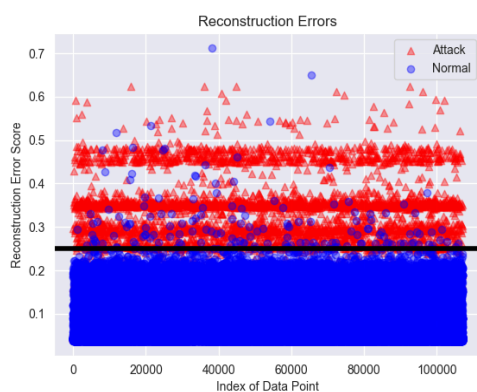 Reconstruction Errors
Attack
Normal
Reconstruction Error Score
0.7
0.6
0.5
0.4
0.3
0.2
0.1
0
20000
40000
60000
80000
100000
Index of Data Point